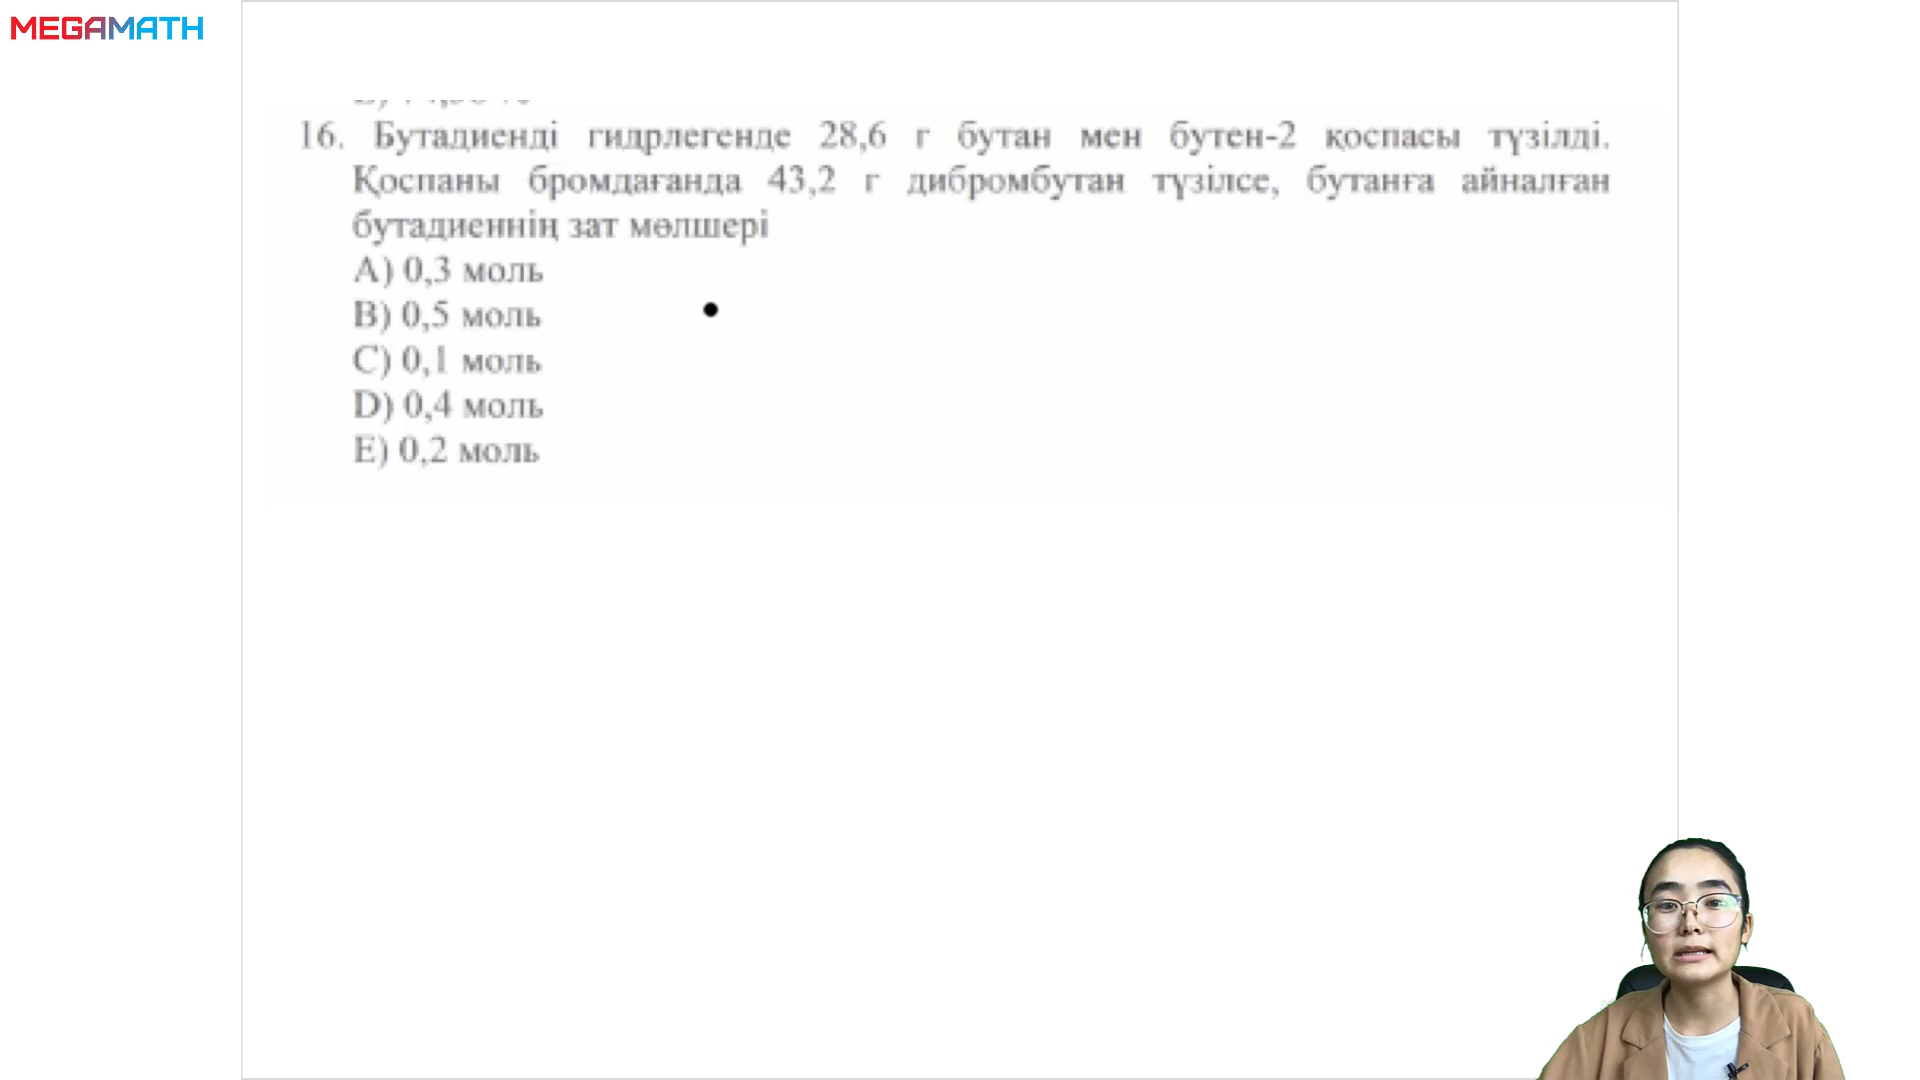 MEGAMATH
16. Бутадиенді гидрлегенде 28,6 г бутан мен бутен-2 қоспасы түзілді.
Қоспаны бромдағанда 43,2 г дибромбутан түзілсе, бутанға айналған
бутадиеннің зат мөлшері
A) 0,3 моль
B) 0,5 моль
C) 0,1 моль
D) 0,4 моль
E) 0,2 моль